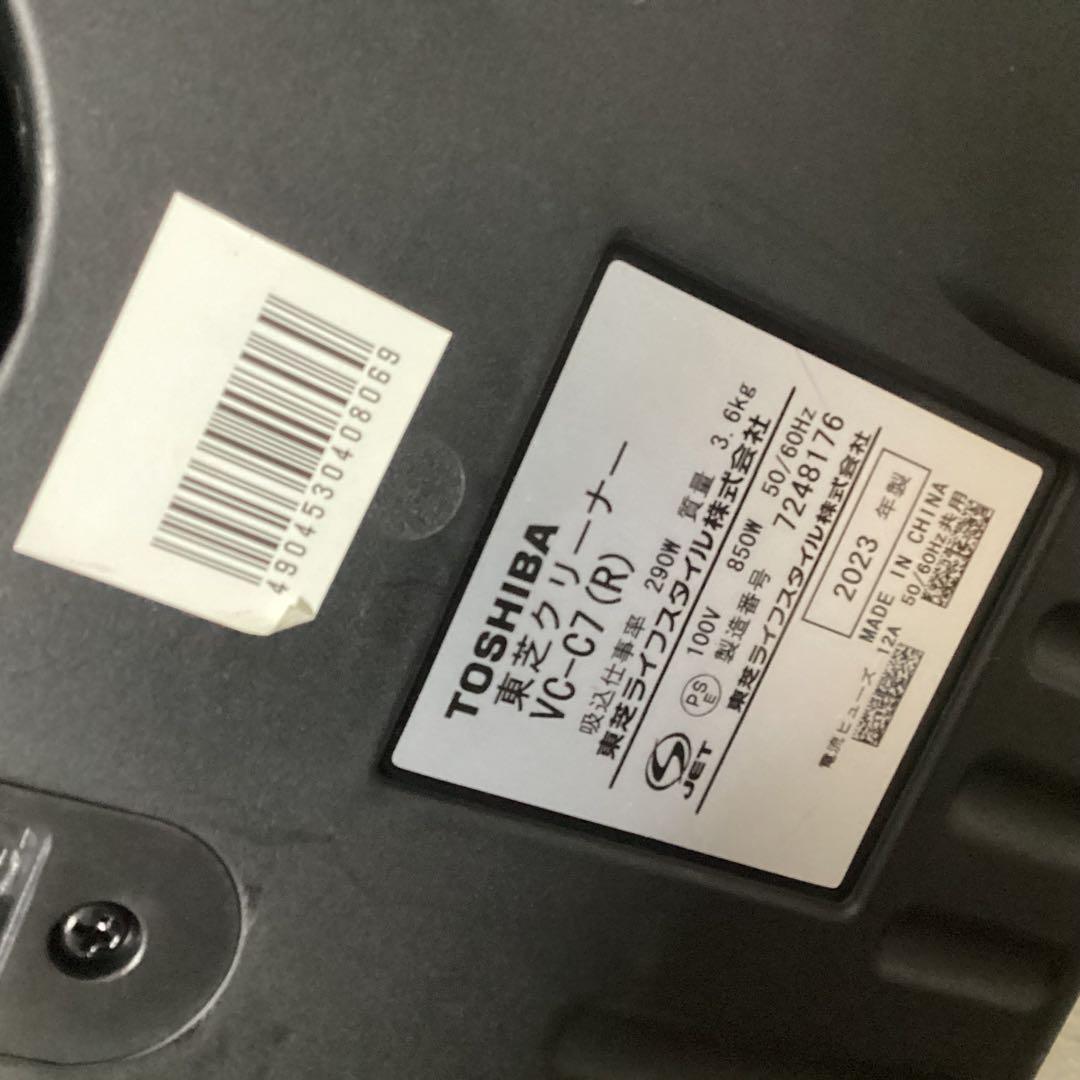 4904530408069
TOSHIBA
東芝クリーナー
VC-C7(R)
吸込仕事率 290W 質量 3.6kg
東芝ライフスタイル株式会社
JET PSE 100V 850W 50/60Hz
製造番号 7248176
東芝ライフスタイル株式会社
2023 年製
MADE IN CHINA
電流ヒューズ 12A 50/60Hz共用